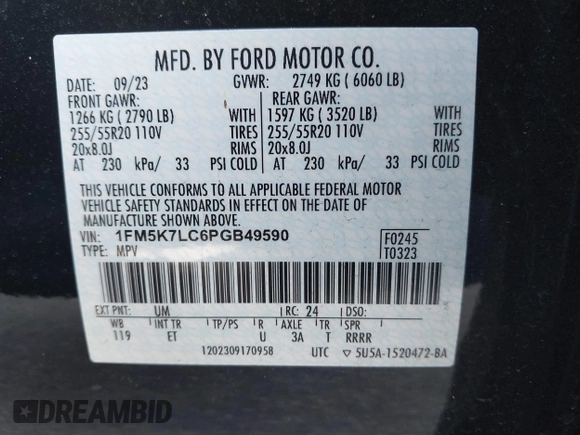 MFD. BY FORD MOTOR CO.
DATE: 09/23 GVWR: 2749 KG ( 6060 LB)
FRONT GAWR: REAR GAWR:
1266 KG ( 2790 LB) WITH 1597 KG ( 3520 LB) WITH
255/55R20 110V TIRES 255/55R20 110V TIRES
20x8.0J RIMS 20x8.0J RIMS
AT 230 kPa/ 33 PSI COLD AT 230 kPa/ 33 PSI COLD
THIS VEHICLE CONFORMS TO ALL APPLICABLE FEDERAL MOTOR
VEHICLE SAFETY STANDARDS IN EFFECT ON THE DATE OF
MANUFACTURE SHOWN ABOVE.
VIN: 1FM5K7LC6PGB49590 F0245
TYPE: MPV T0323
EXT PNT: UM RC: 24 DSO:
WB INT TR TP/PS R AXLE TR SPR
119 ET U 3A T RRRR
1202309170958 UTC ▽ 5U5A-1520472-BA
DREAMBID